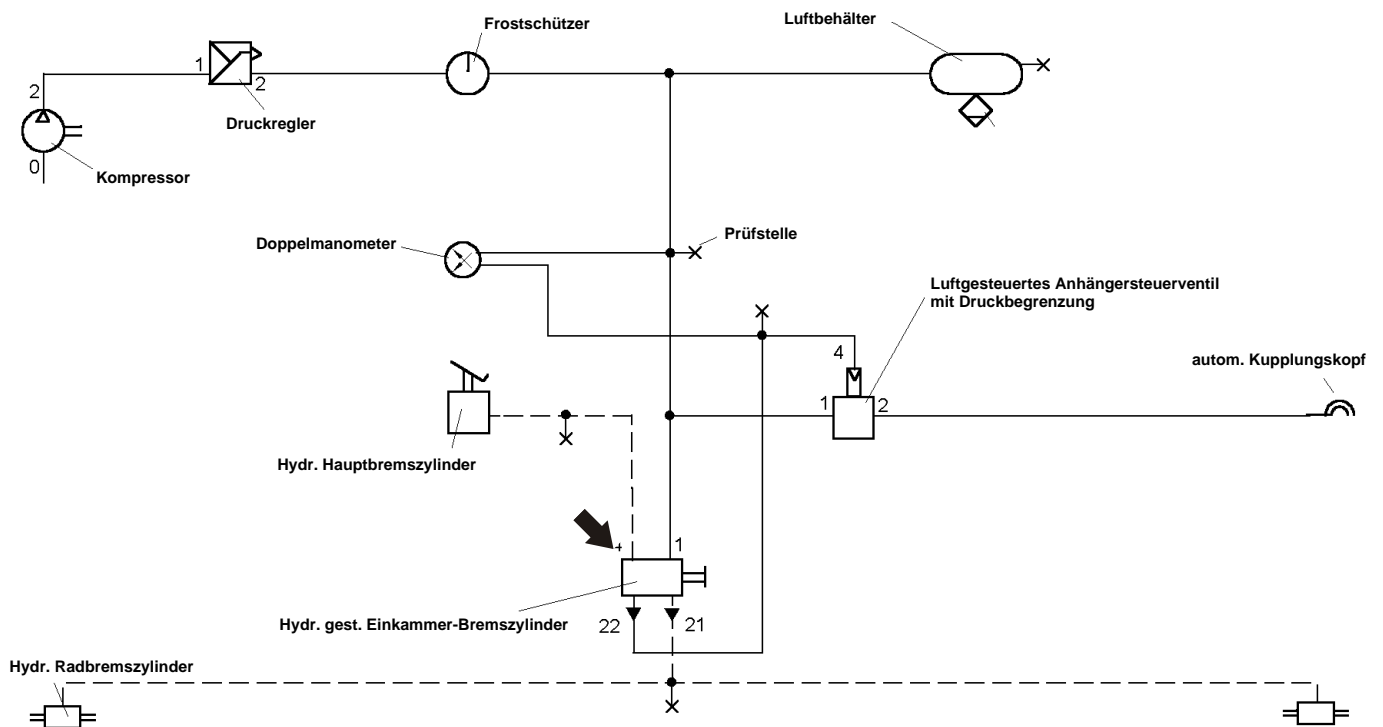 Frostschützer
Luftbehälter
1
2
Druckregler
2
0
Kompressor
Doppelmanometer
Prüfstelle
Luftgesteuertes Anhängersteuerventil
mit Druckbegrenzung
4
autom. Kupplungskopf
1
2
Hydr. Hauptbremszylinder
1
Hydr. gest. Einkammer-Bremszylinder
22
21
Hydr. Radbremszylinder